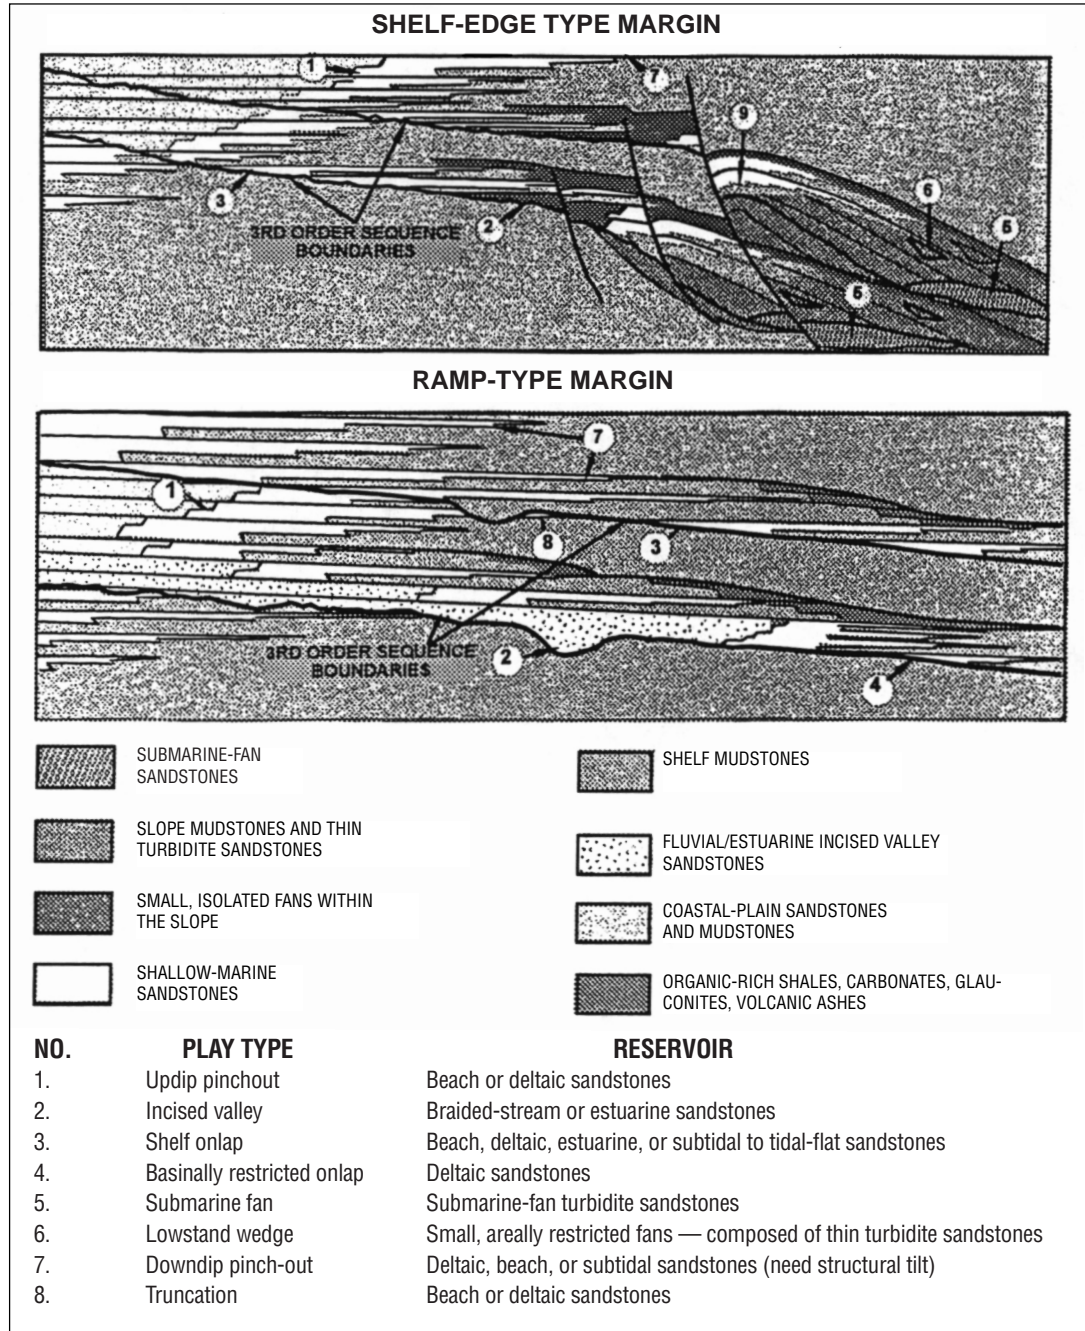 SHELF-EDGE TYPE MARGIN
1
7
9
6
5
3
2
3RD ORDER SEQUENCE
BOUNDARIES
6
5
RAMP-TYPE MARGIN
7
1
8
3
3RD ORDER SEQUENCE
BOUNDARIES
2
4
SUBMARINE-FAN
SANDSTONES
SLOPE MUDSTONES AND THIN
TURBIDITE SANDSTONES
SMALL, ISOLATED FANS WITHIN
THE SLOPE
SHALLOW-MARINE
SANDSTONES
SHELF MUDSTONES
FLUVIAL/ESTUARINE INCISED VALLEY
SANDSTONES
COASTAL-PLAIN SANDSTONES
AND MUDSTONES
ORGANIC-RICH SHALES, CARBONATES, GLAU-
CONITES, VOLCANIC ASHES
NO. PLAY TYPE RESERVOIR
1. Updip pinchout Beach or deltaic sandstones
2. Incised valley Braided-stream or estuarine sandstones
3. Shelf onlap Beach, deltaic, estuarine, or subtidal to tidal-flat sandstones
4. Basinally restricted onlap Deltaic sandstones
5. Submarine fan Submarine-fan turbidite sandstones
6. Lowstand wedge Small, areally restricted fans — composed of thin turbidite sandstones
7. Downdip pinch-out Deltaic, beach, or subtidal sandstones (need structural tilt)
8. Truncation Beach or deltaic sandstones